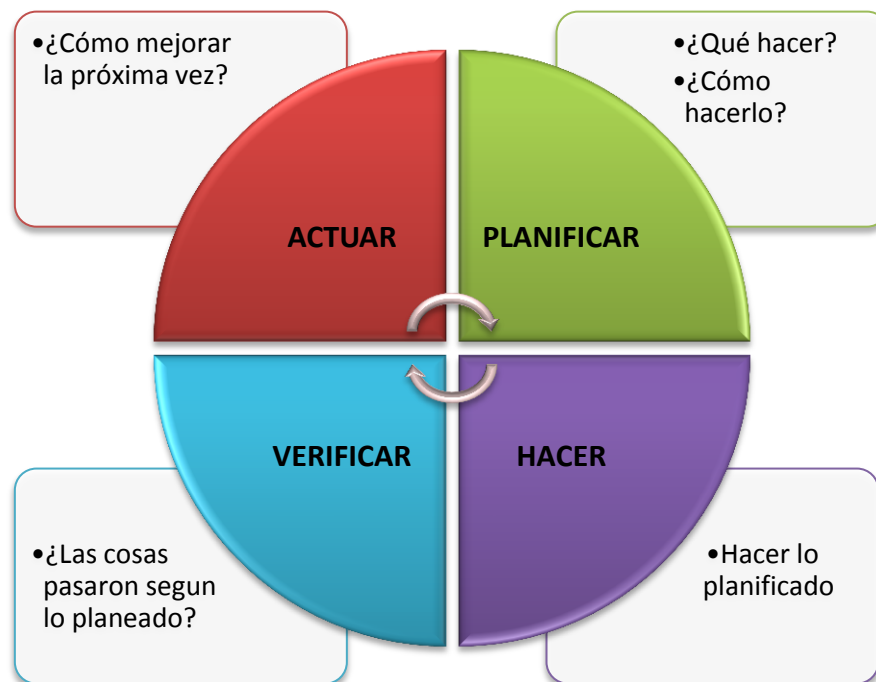 •¿Cómo mejorar
la próxima vez?
•¿Qué hacer?
•¿Cómo
hacerlo?
ACTUAR
PLANIFICAR
VERIFICAR
HACER
•¿Las cosas
pasaron segun
lo planeado?
•Hacer lo
planificado